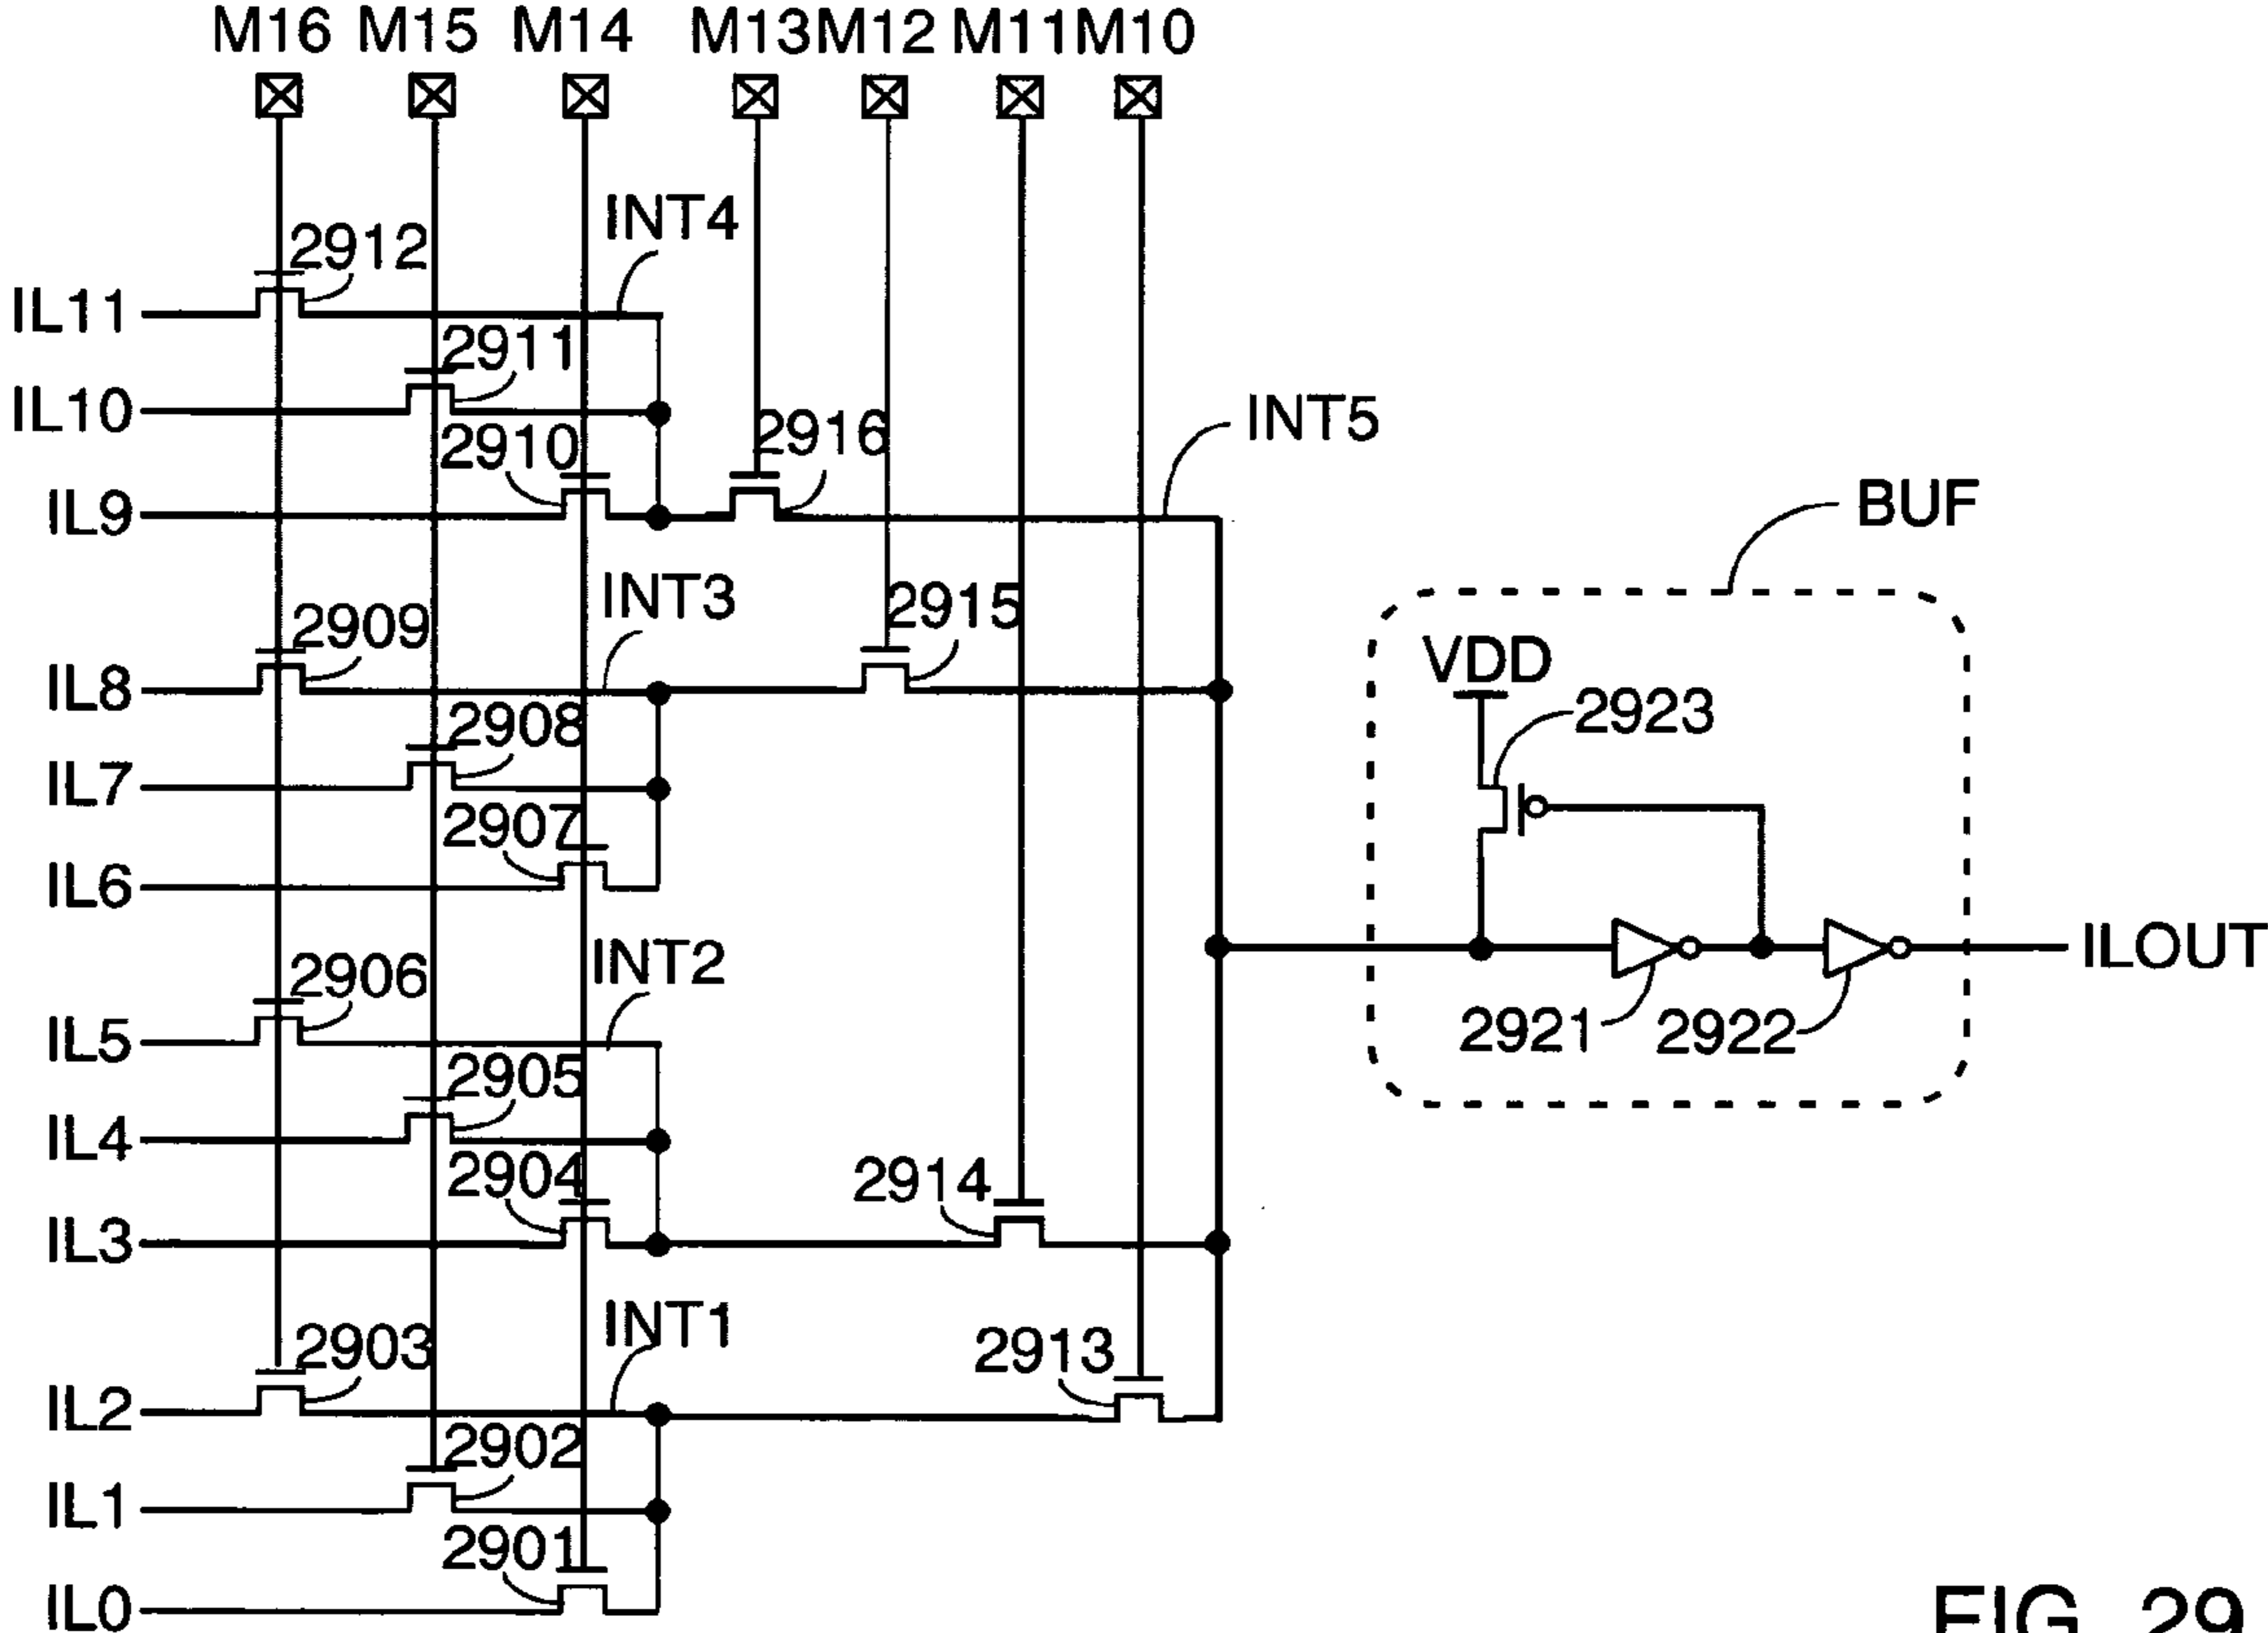 M16 M15 M14 M13 M12 M11 M10
INT4
2912
IL11
2911
IL10
2910
2916
INT5
IL9
BUF
INT3
2915
2909
VDD
IL8
2923
2908
IL7
2907
IL6
INT2
ILOUT
2906
2921
2922
IL5
2905
IL4
2904
2914
IL3
INT1
2903
2913
IL2
2902
IL1
2901
IL0
FIG. 29